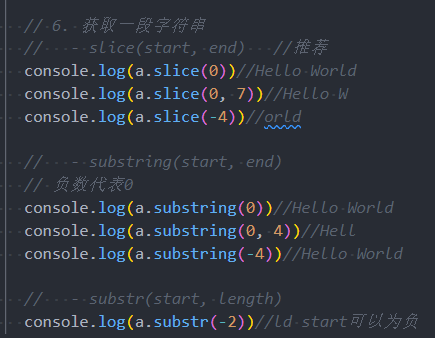 // 6. 获取一段字符串
// - slice(start, end) //推荐
console.log(a.slice(0))//Hello World
console.log(a.slice(0, 7))//Hello W
console.log(a.slice(-4))//orld
// - substring(start, end)
// 负数代表0
console.log(a.substring(0))//Hello World
console.log(a.substring(0, 4))//Hell
console.log(a.substring(-4))//Hello World
// - substr(start, length)
console.log(a.substr(-2))//ld start可以为负